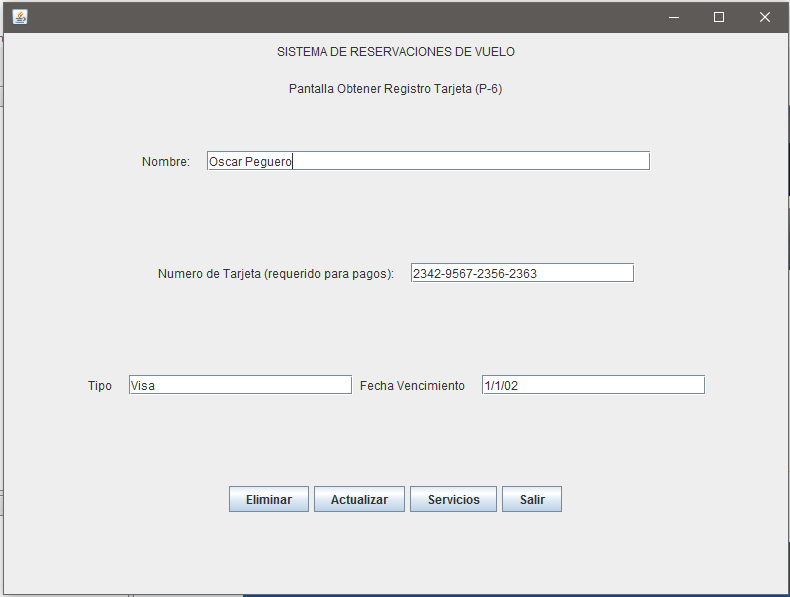 SISTEMA DE RESERVACIONES DE VUELO
Pantalla Obtener Registro Tarjeta (P-6)
Nombre: Oscar Peguero
Numero de Tarjeta (requerido para pagos): 2342-9567-2356-2363
Tipo Visa Fecha Vencimiento 1/1/02
Eliminar Actualizar Servicios Salir